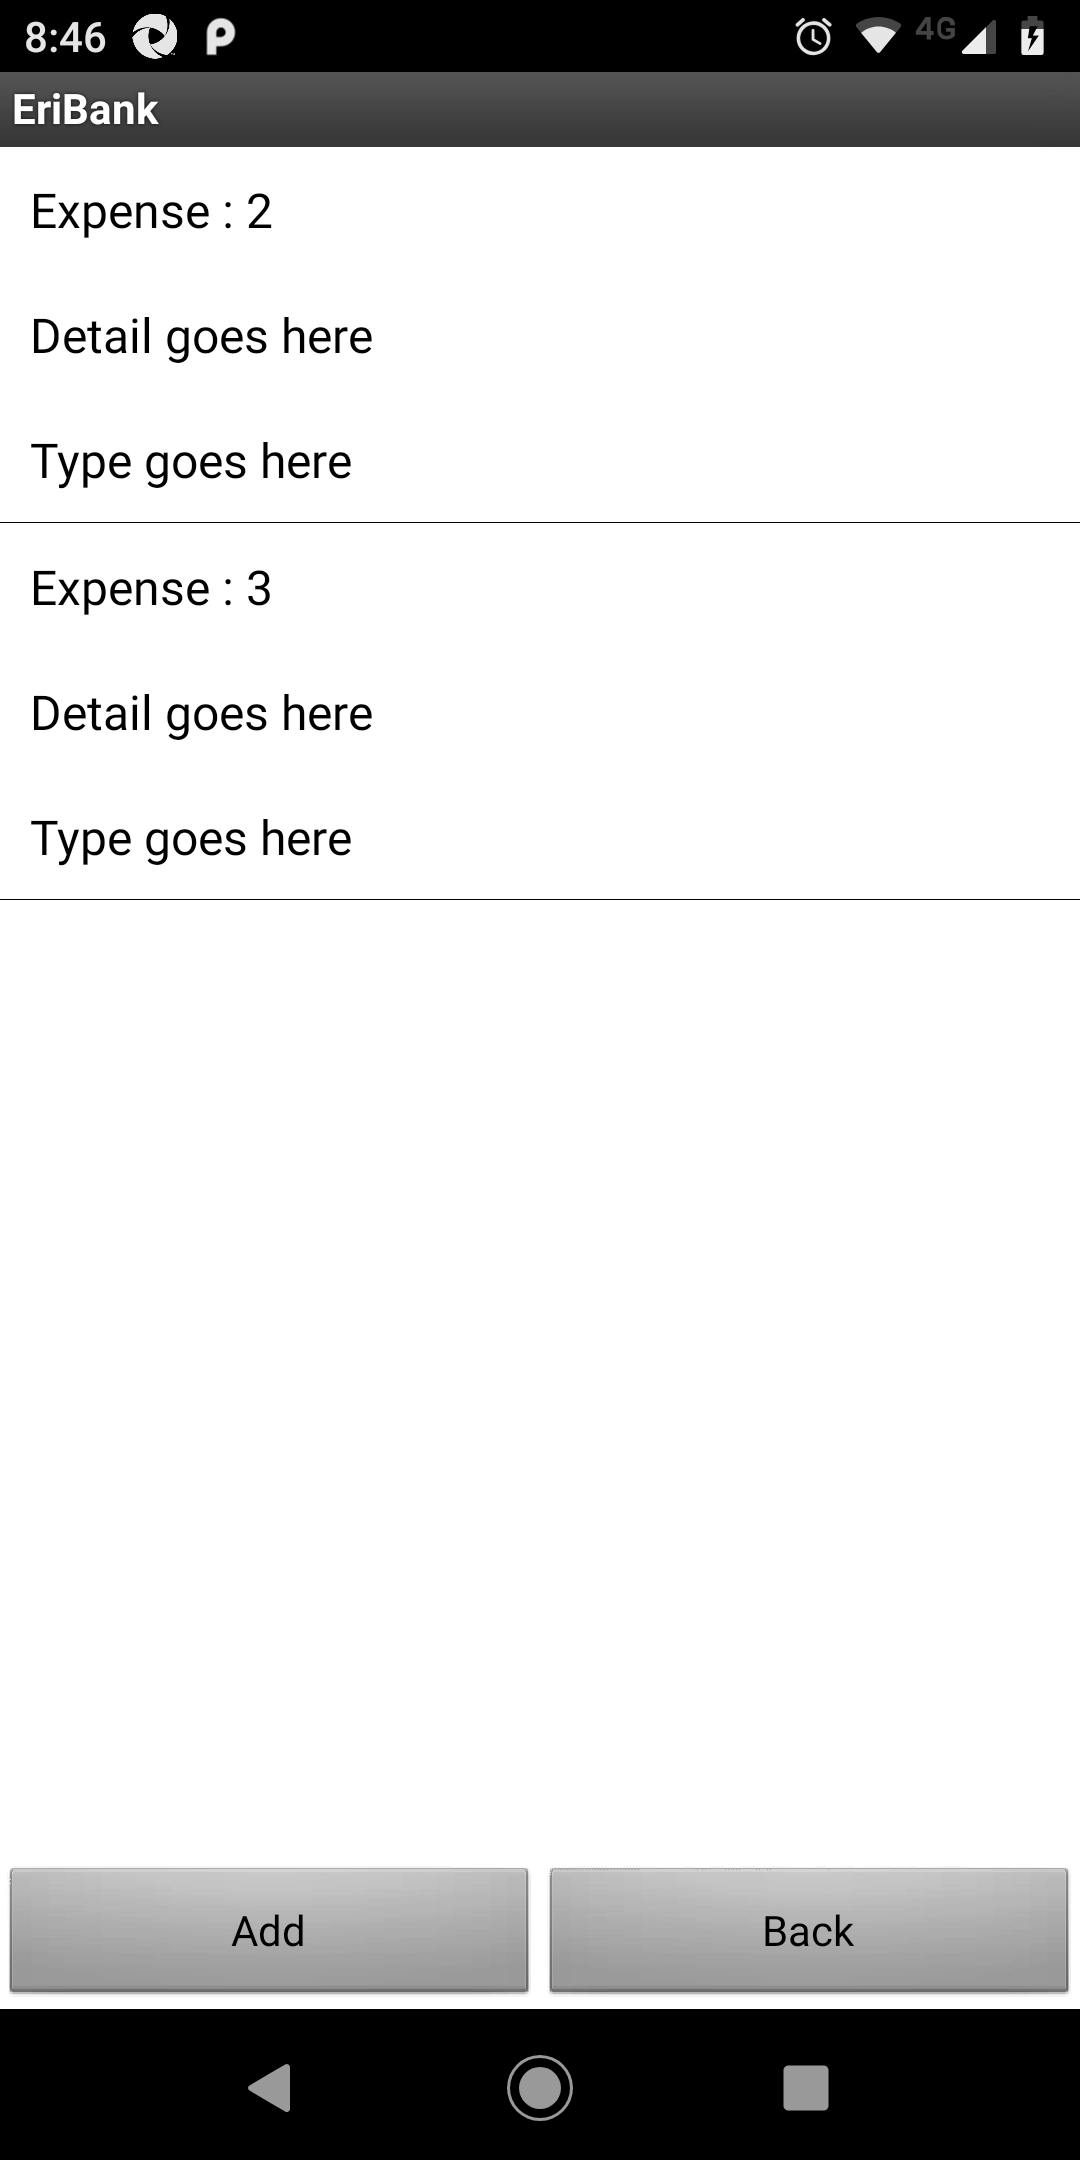 8:46
4G
EriBank
Expense : 2
Detail goes here
Type goes here
Expense : 3
Detail goes here
Type goes here
Add
Back